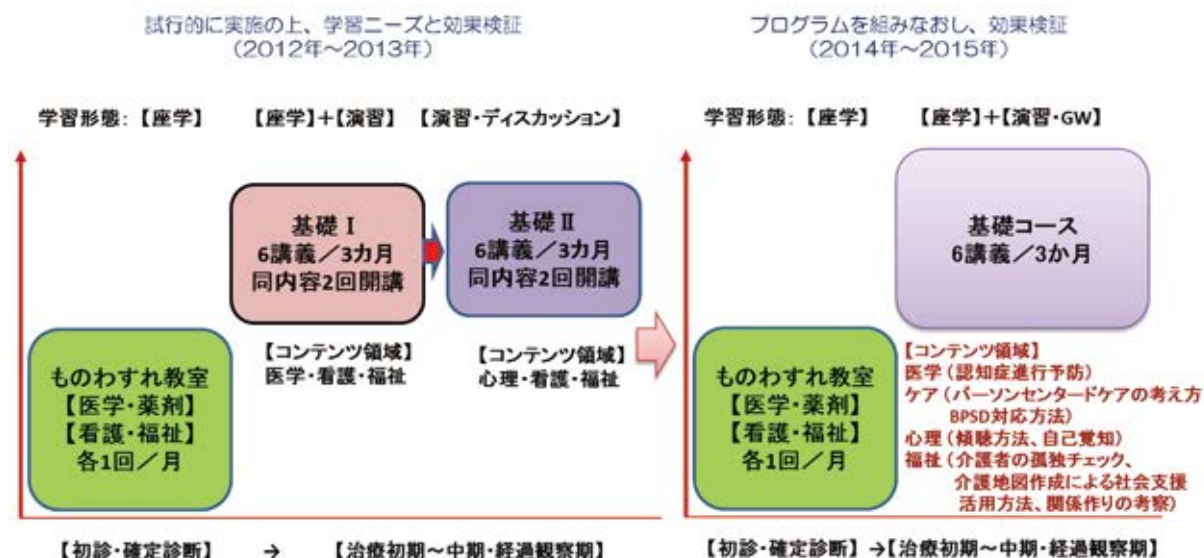 試行的に実施の上、学習ニーズと効果検証
（2012年～2013年）
学習形態：【座学】
【座学】＋【演習】
【演習・ディスカッション】
基礎Ⅰ
6講義／3カ月
同内容2回開講
基礎Ⅱ
6講義／3カ月
同内容2回開講
【コンテンツ領域】
医学・看護・福祉
【コンテンツ領域】
心理・看護・福祉
ものわすれ教室
【医学・薬剤】
【看護・福祉】
各1回／月
【初診・確定診断】　→　【治療初期～中期・経過観察期】
プログラムを組みなおし、効果検証
（2014年～2015年）
学習形態：【座学】
【座学】＋【演習・GW】
基礎コース
6講義／3か月
ものわすれ教室
【医学・薬剤】
【看護・福祉】
各1回／月
【コンテンツ領域】
医学（認知症進行予防）
ケア（パーソンセンタードケアの考え方
BPSD対応方法）
心理（傾聴方法、自己覚知）
福祉（介護者の孤独チェック、
介護地図作成による社会支援
活用方法、関係作りの考察）
【初診・確定診断】→【治療初期～中期・経過観察期】